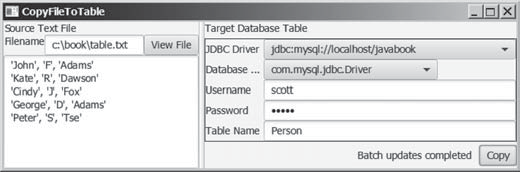 CopyFileToTable
Source Text File
Filename c:\book\table.txt View File
'John', 'F', 'Adams'
'Kate', 'R', 'Dawson'
'Cindy', 'J', 'Fox'
'George', 'D', 'Adams'
'Peter', 'S', 'Tse'
Target Database Table
JDBC Driver jdbc:mysql://localhost/javabook
Database ... com.mysql.jdbc.Driver
Username scott
Password •••••
Table Name Person
Batch updates completed Copy